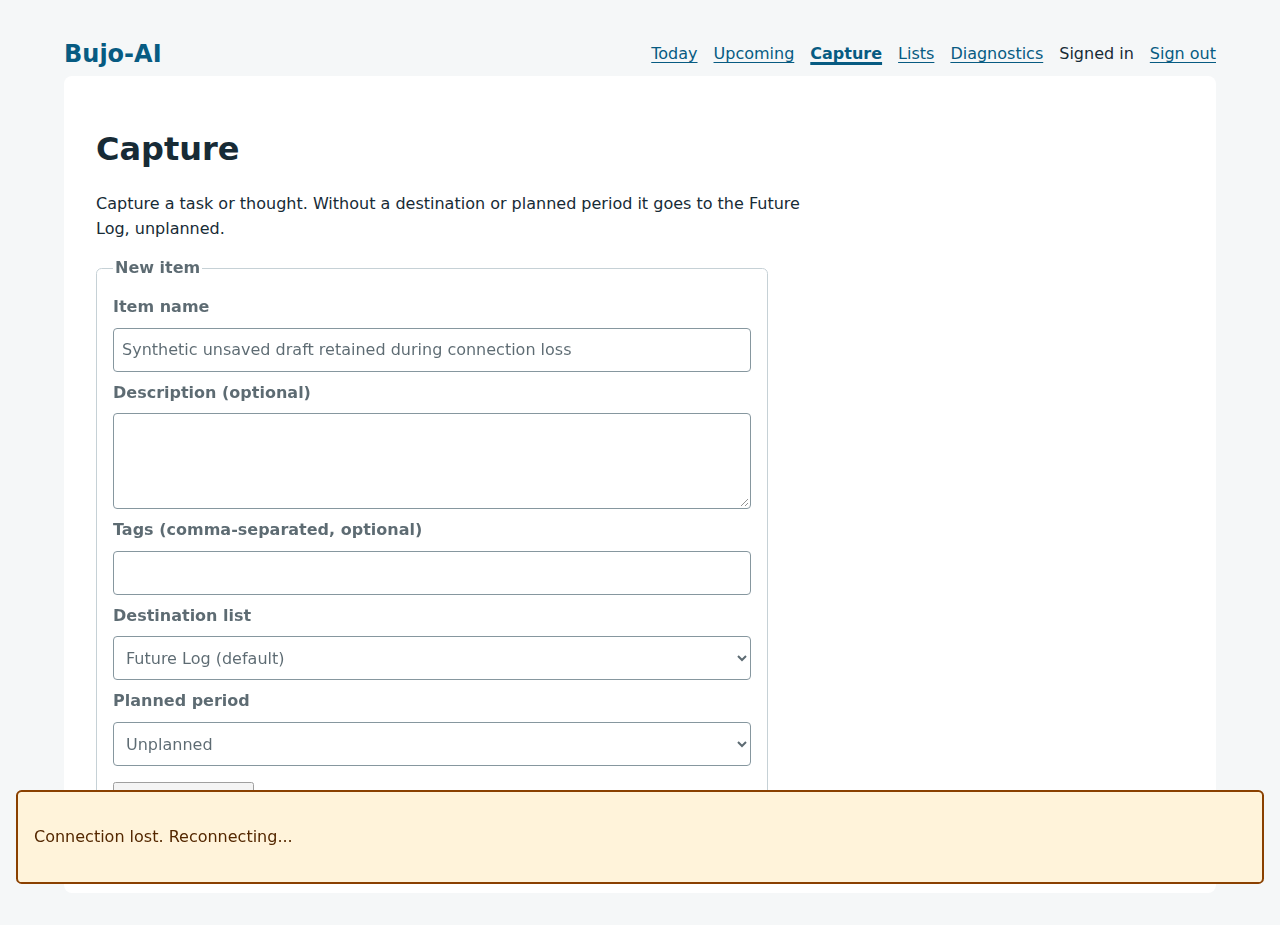 Bujo-AI
Today Upcoming Capture Lists Diagnostics Signed in Sign out
Capture
Capture a task or thought. Without a destination or planned period it goes to the Future
Log, unplanned.
New item
Item name
Synthetic unsaved draft retained during connection loss
Description (optional)
Tags (comma-separated, optional)
Destination list
Future Log (default)
Planned period
Unplanned
Connection lost. Reconnecting...